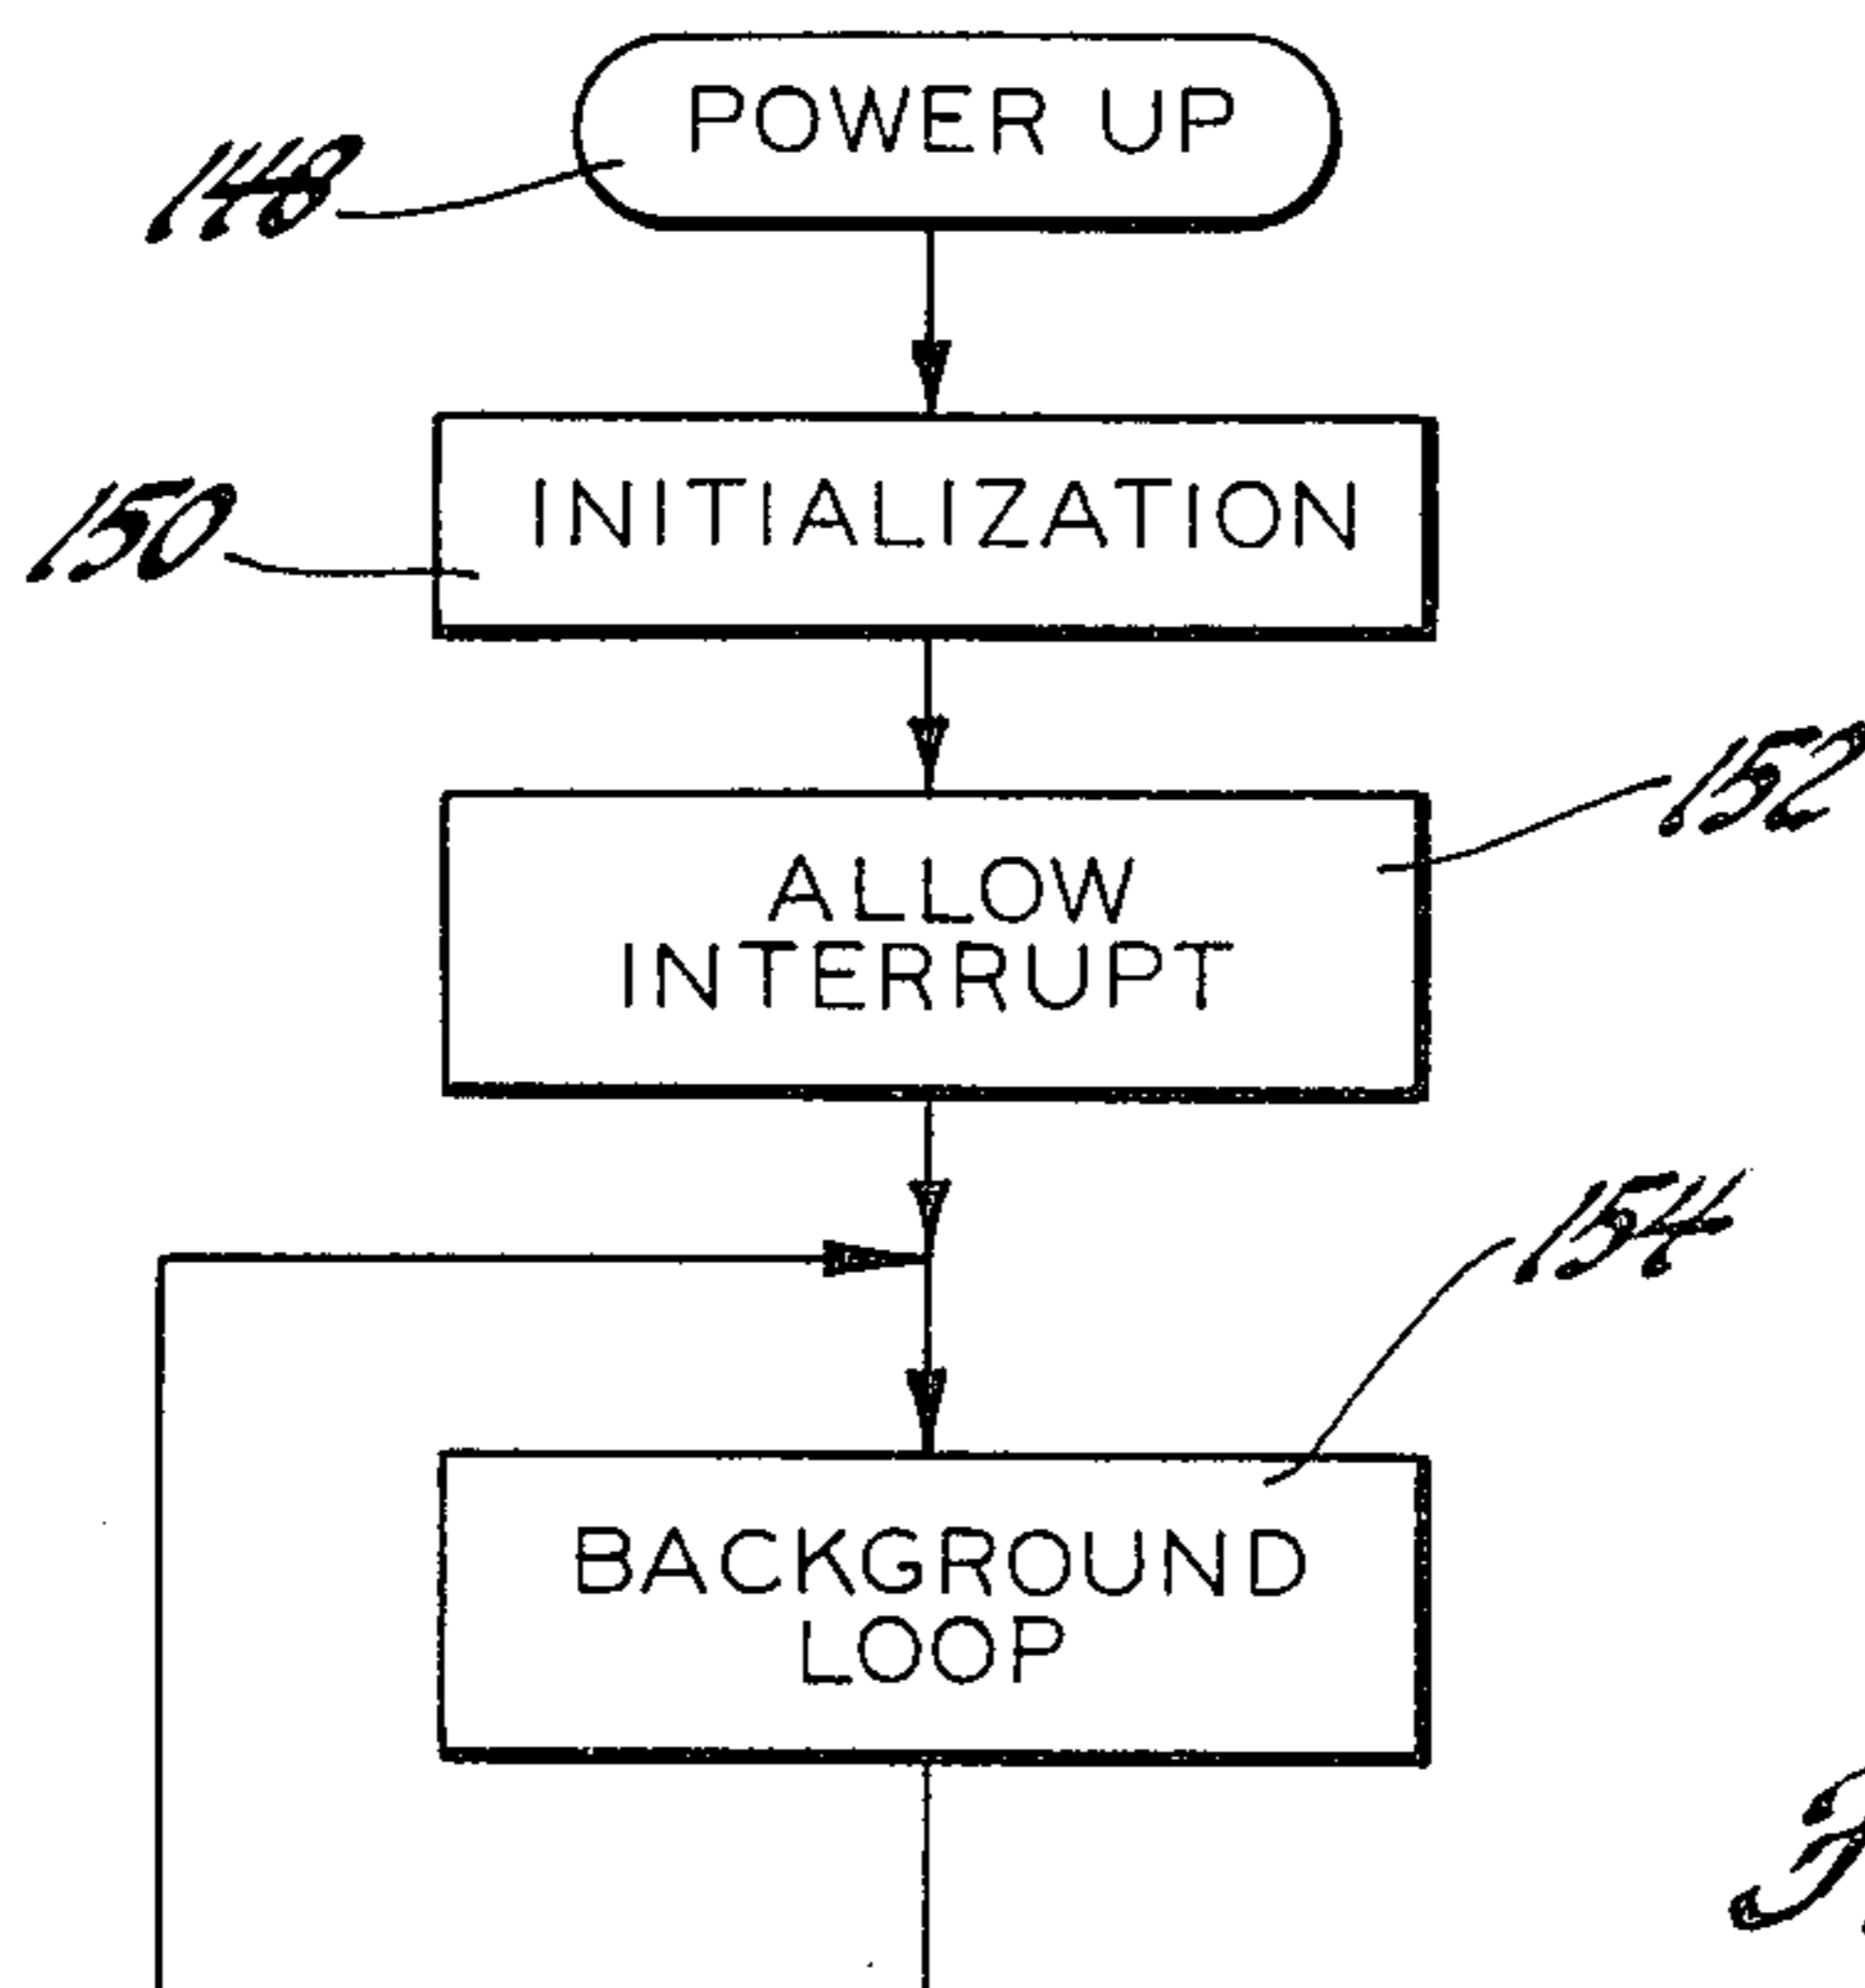 POWER UP
148
INITIALIZATION
150
152
ALLOW
INTERRUPT
154
BACKGROUND
LOOP